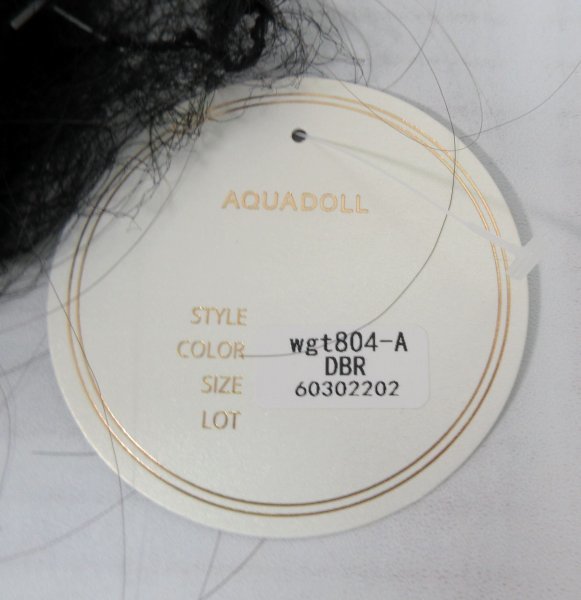 AQUADOLL
STYLE
COLOR
SIZE
LOT
wgt804-A
DBR
60302202